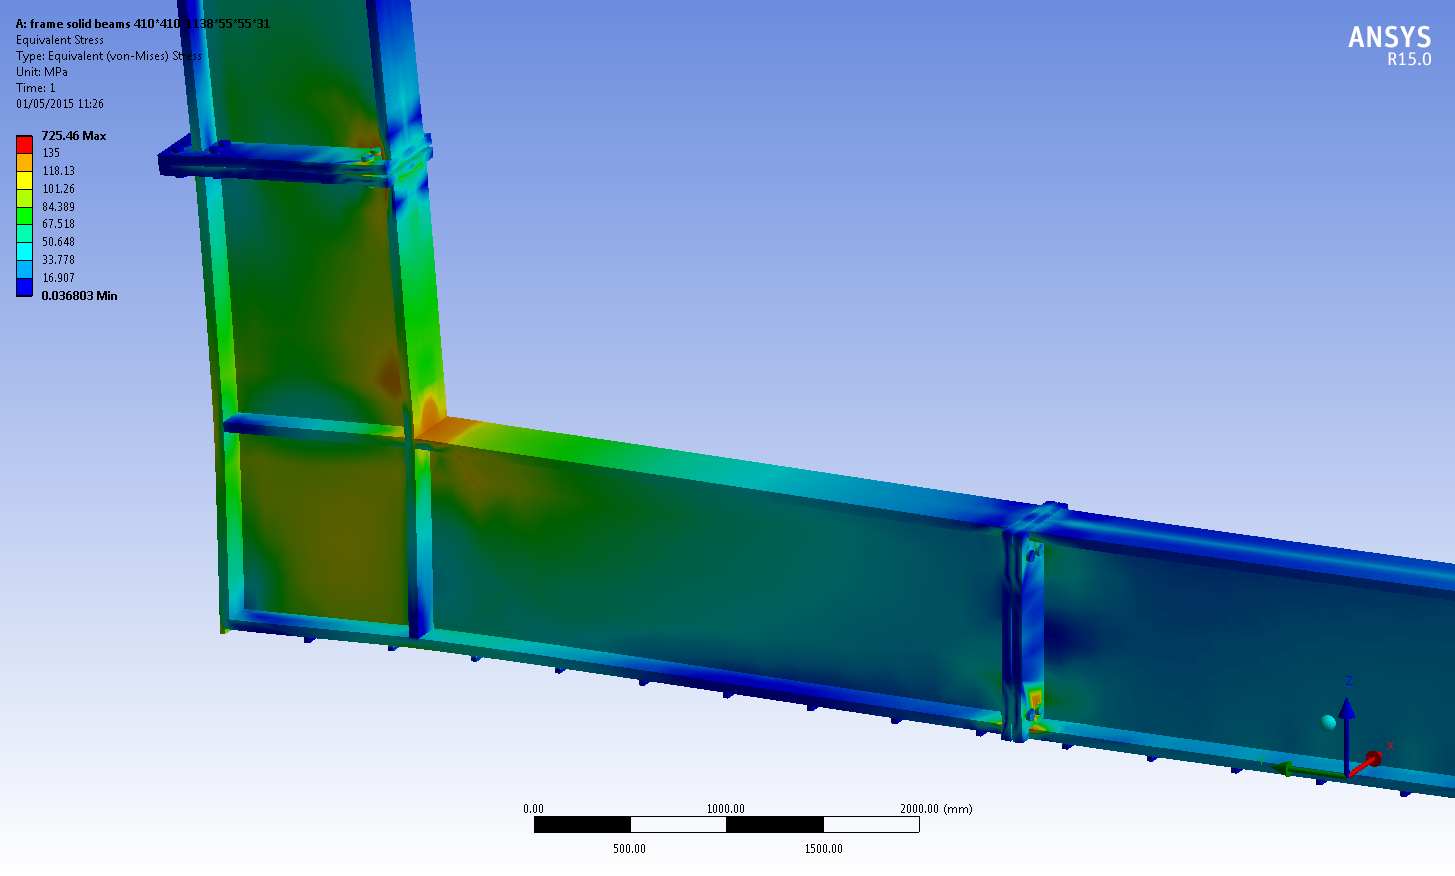 A: frame solid beams 410*410*1138*55*55*31
Equivalent Stress
Type: Equivalent (von-Mises) Stress
Unit: MPa
Time: 1
01/05/2015 11:26
725.46 Max
135
118.13
101.26
84.389
67.518
50.648
33.778
16.907
0.036803 Min
ANSYS
R15.0
Z
X
Y
0.00
1000.00
2000.00 (mm)
500.00
1500.00